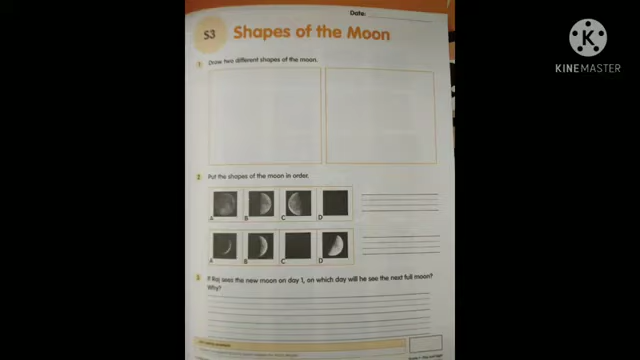 Date:
S3
Shapes of the Moon
KINEMASTER
1 Draw two different shapes of the moon.
2 Put the shapes of the moon in order.
A B C D
A B C D
3 If Raj sees the new moon on day 1, on which day will he see the next full moon?
Why?